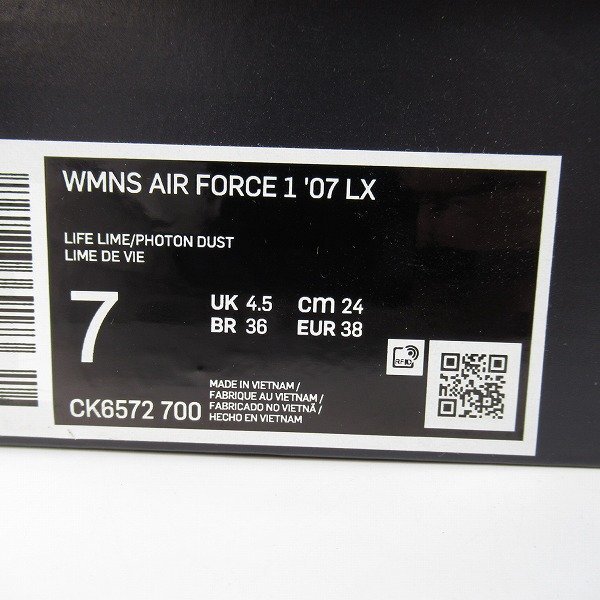 WMNS AIR FORCE 1 '07 LX
LIFE LIME/PHOTON DUST
LIME DE VIE
7
UK 4.5 cm 24
BR 36 EUR 38
RFID
CK6572 700
MADE IN VIETNAM /
FABRIQUE AU VIETNAM /
FABRICADO NO VIETNÃ /
HECHO EN VIETNAM